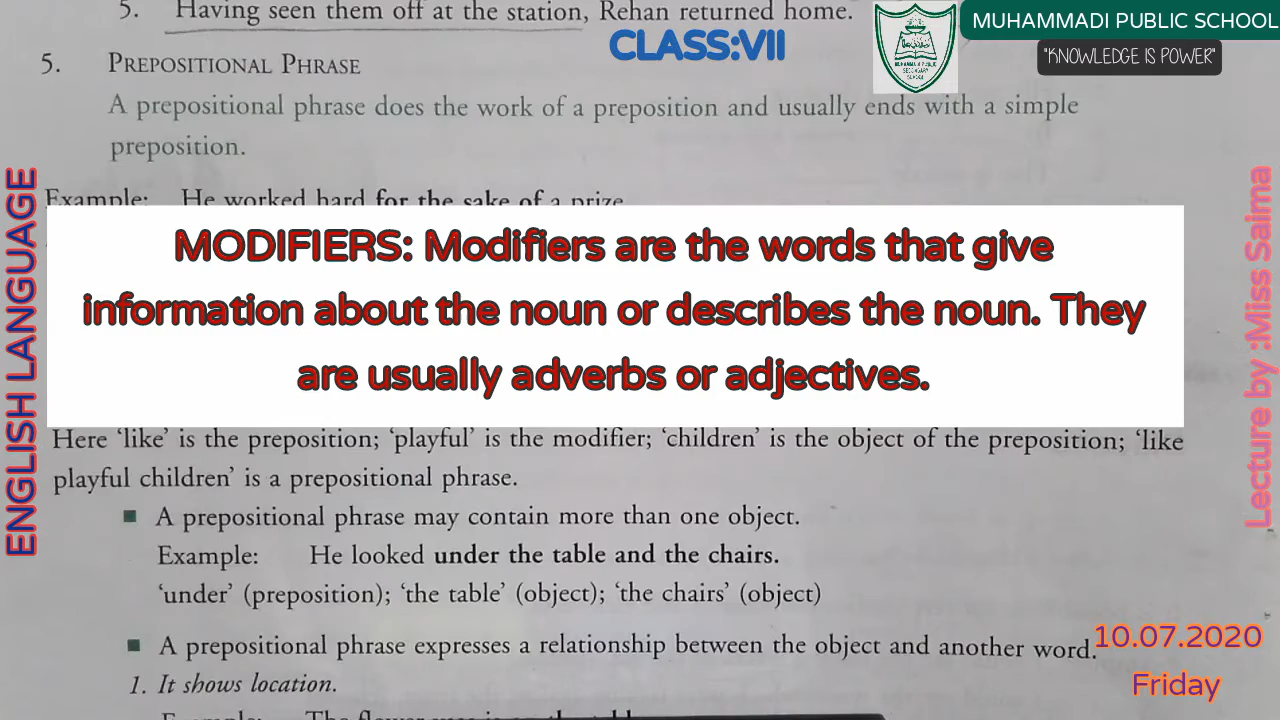 5. Having seen them off at the station, Rehan returned home.
MUHAMMADI PUBLIC SCHOOL
CLASS:VII
"KNOWLEDGE IS POWER"
5. PREPOSITIONAL PHRASE
A prepositional phrase does the work of a preposition and usually ends with a simple
preposition.
Example: He worked hard for the sake of a prize
MODIFIERS: Modifiers are the words that give
information about the noun or describes the noun. They
are usually adverbs or adjectives.
ENGLISH LANGUAGE
Lecture by :Miss Saima
Here ‘like’ is the preposition; ‘playful’ is the modifier; ‘children’ is the object of the preposition; ‘like
playful children’ is a prepositional phrase.
■ A prepositional phrase may contain more than one object.
Example: He looked under the table and the chairs.
‘under’ (preposition); ‘the table’ (object); ‘the chairs’ (object)
■ A prepositional phrase expresses a relationship between the object and another word.
10.07.2020
1. It shows location.
Friday